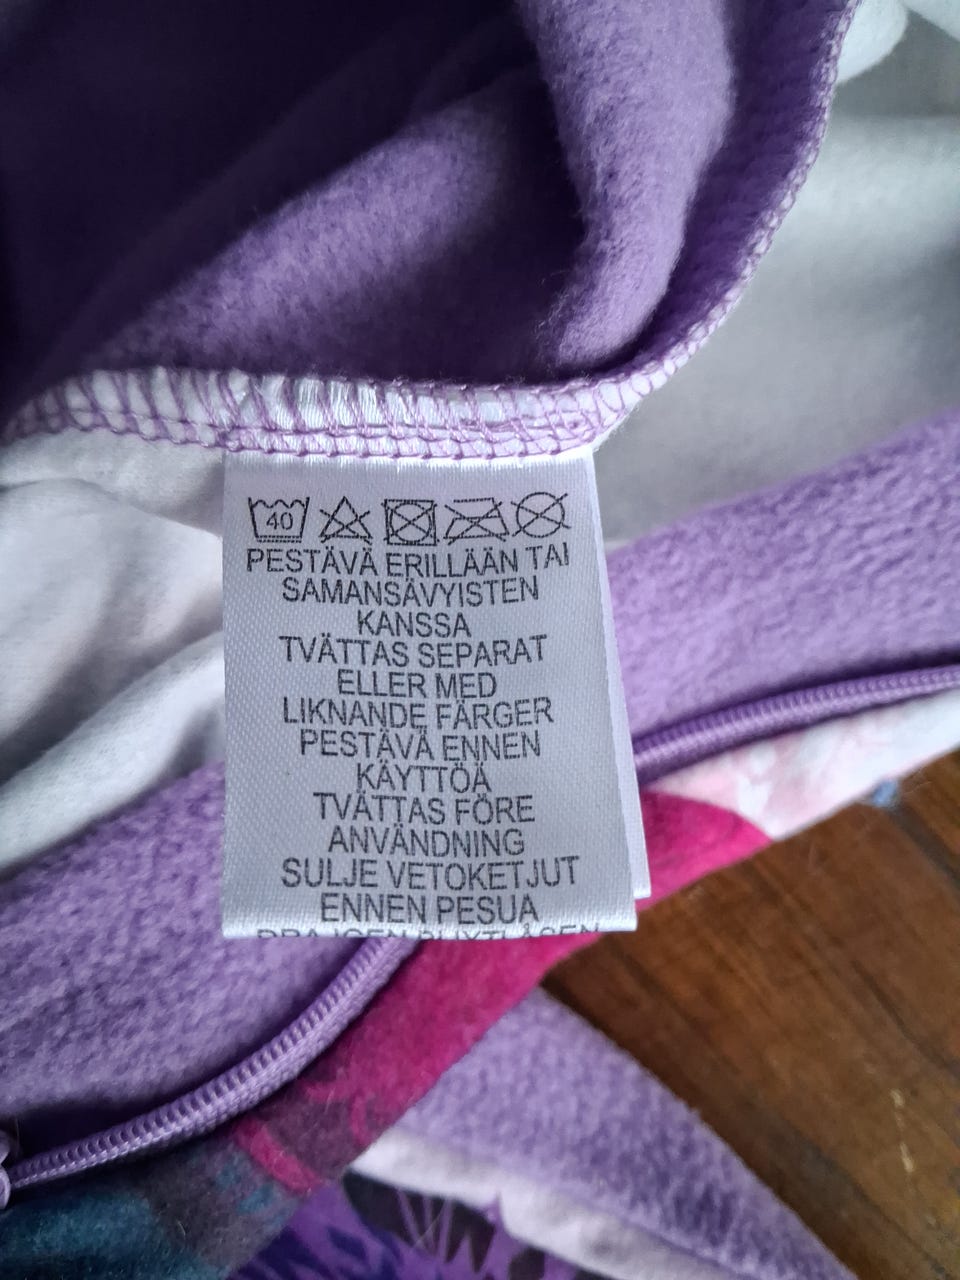 40
PESTÄVÄ ERILLÄÄN TAI
SAMANSÄVYISTEN
KANSSA
TVÄTTAS SEPARAT
ELLER MED
LIKNANDE FÄRGER
PESTÄVÄ ENNEN
KÄYTTÖÄ
TVÄTTAS FÖRE
ANVÄNDNING
SULJE VETOKETJUT
ENNEN PESUA